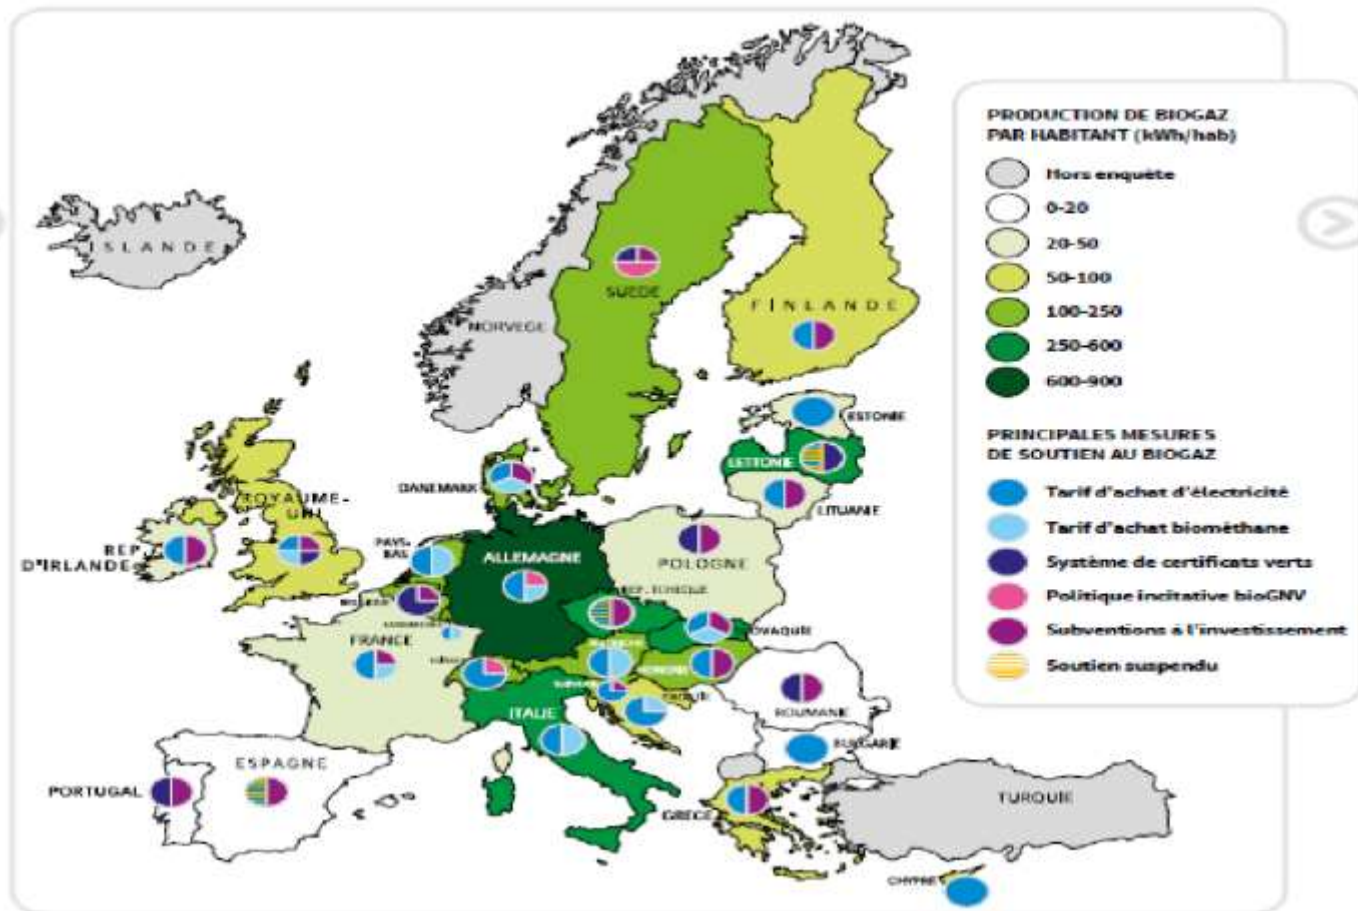 PRODUCTION DE BIOGAZ
PAR HABITANT (kWh/hab)
Hors enquête
0-20
20-50
50-100
100-250
250-600
600-900
PRINCIPALES MESURES
DE SOUTIEN AU BIOGAZ
Tarif d'achat d'électricité
Tarif d'achat biométhane
Système de certificats verts
Politique incitative bioGNV
Subventions à l'investissement
Soutien suspendu
ISLANDE
SUEDE
FINLANDE
NORVEGE
ESTONIE
LETTONIE
DANEMARK
LITUANIE
ROYAUME-
UNI
REP
D'IRLANDE
PAYS-
BAS
ALLEMAGNE
POLOGNE
REP. TCHEQUE
FRANCE
ITALIE
ROUMANIE
BULGARIE
ESPAGNE
PORTUGAL
GRECE
TURQUIE
CHYPRE